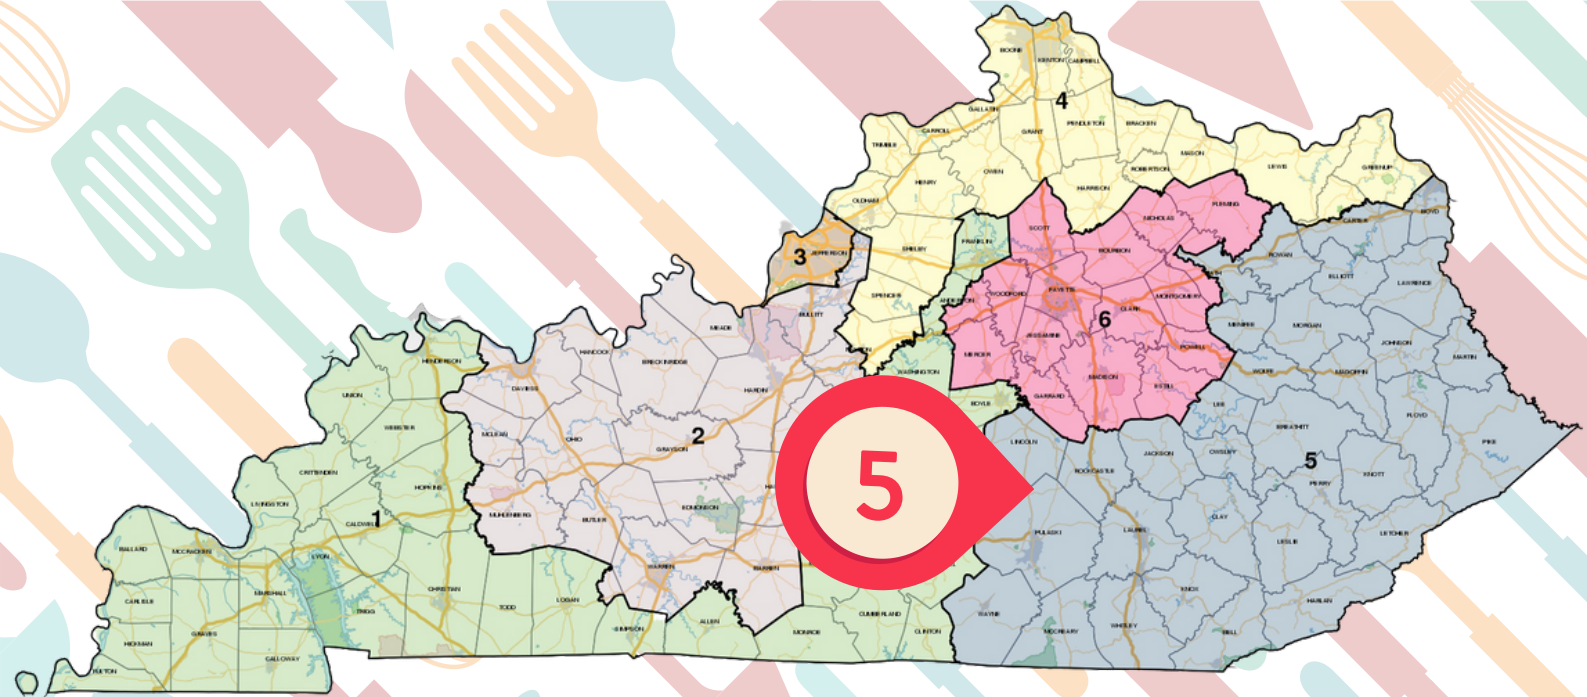 BOONE
KENTON
CAMPBELL
4
GALLATIN
PENDLETON
BRACKEN
CARROLL
GRANT
TRIMBLE
MASON
LEWIS
GREENUP
OWEN
ROBERTSON
HENRY
HARRISON
OLDHAM
FLEMING
NICHOLAS
BOYD
CARTER
SCOTT
FRANKLIN
SHELBY
BOURBON
3
JEFFERSON
ROWAN
ELLIOTT
LAWRENCE
SPENCER
WOODFORD
FAYETTE
MONTGOMERY
ANDERSON
CLARK
6
BULLITT
MEADE
MENIFEE
MORGAN
JESSAMINE
JOHNSON
HANCOCK
POWELL
MERCER
MARTIN
HENDERSON
BRECKINRIDGE
WASHINGTON
WOLFE
MAGOFFIN
MADISON
DAVIESS
HARDIN
ESTILL
UNION
GARRARD
BOYLE
LEE
FLOYD
WEBSTER
BREATHITT
MCLEAN
2
OHIO
LINCOLN
PIKE
GRAYSON
JACKSON
OWSLEY
5
CRITTENDEN
ROCKCASTLE
KNOTT
PERRY
HOPKINS
5
LIVINGSTON
EDMONSON
MUHLENBERG
CLAY
1
CALDWELL
BUTLER
LAUREL
PULASKI
LETCHER
LESLIE
BALLARD
MCCRACKEN
LYON
WARREN
BARREN
CHRISTIAN
KNOX
MARSHALL
CARLISLE
LOGAN
HARLAN
TODD
TRIGG
WAYNE
CUMBERLAND
ALLEN
WHITLEY
SIMPSON
MONROE
CLINTON
MCCREARY
BELL
GRAVES
HICKMAN
CALLOWAY
FULTON